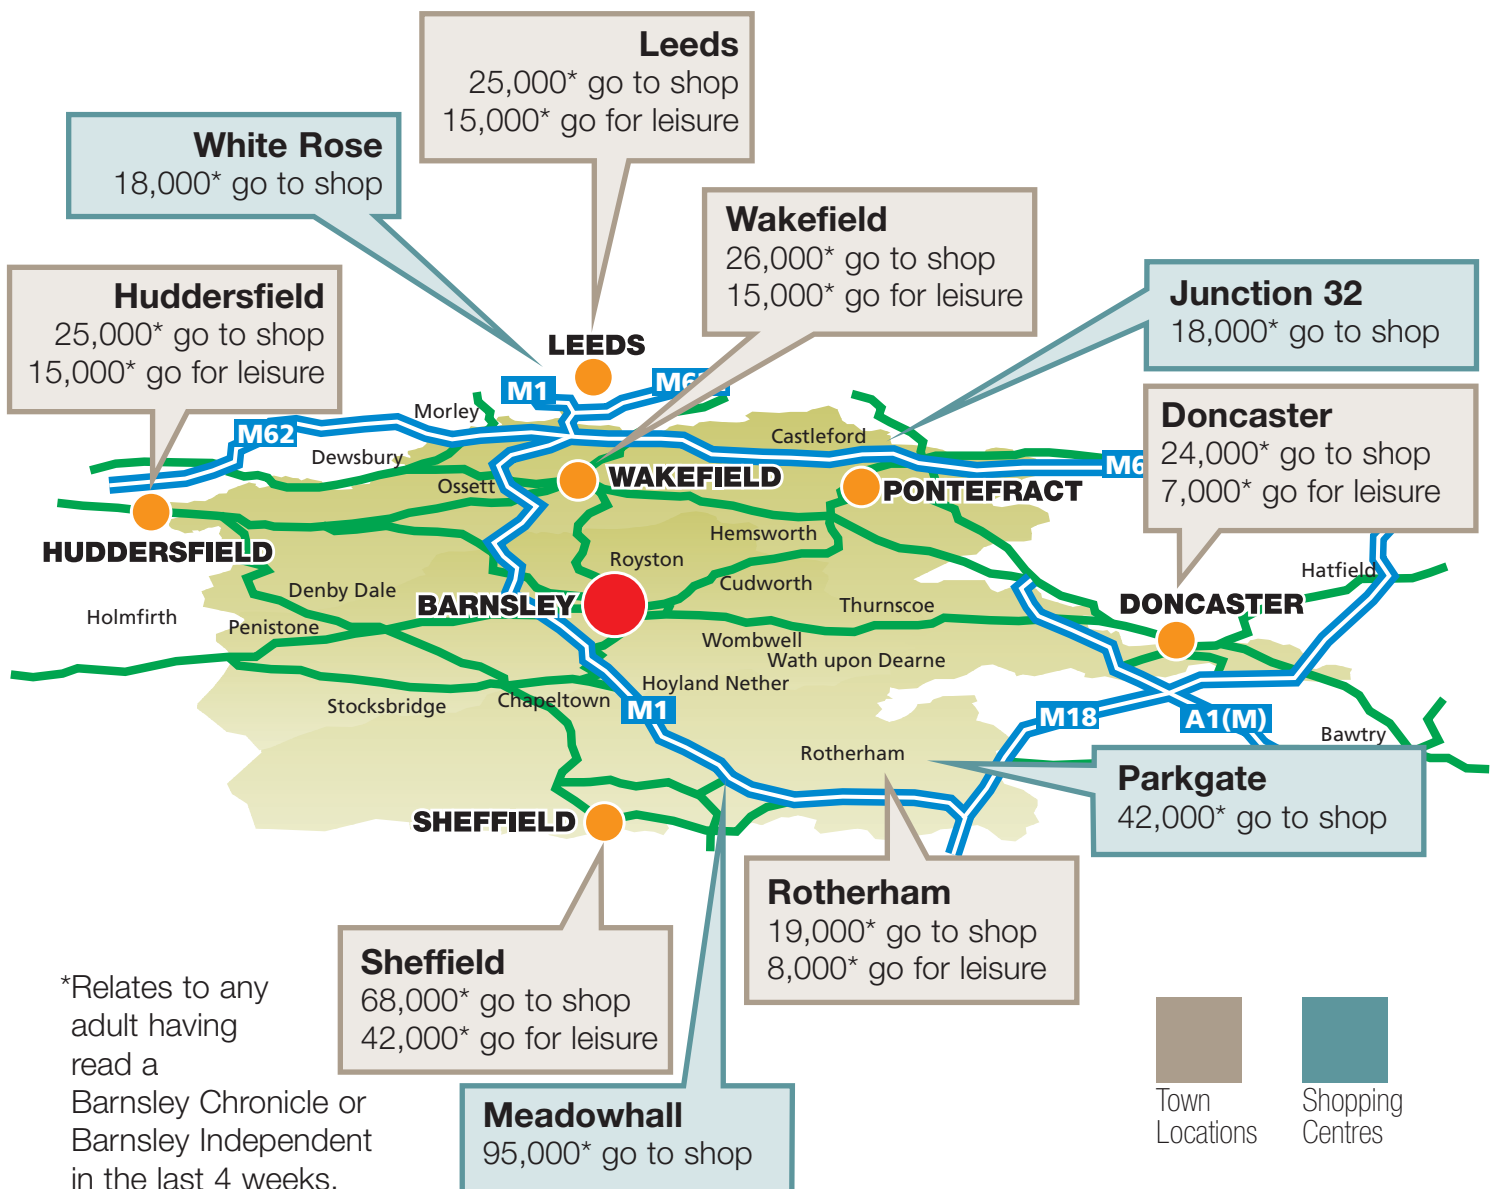 Leeds
25,000* go to shop
15,000* go for leisure
White Rose
18,000* go to shop
Wakefield
26,000* go to shop
15,000* go for leisure
Huddersfield
25,000* go to shop
15,000* go for leisure
Junction 32
18,000* go to shop
Doncaster
24,000* go to shop
7,000* go for leisure
LEEDS
M1
Morley
M62
Dewsbury
Castleford
Ossett
WAKEFIELD
PONTEFRACT
HUDDERSFIELD
Hemsworth
Royston
Cudworth
Hatfield
Denby Dale
BARNSLEY
Thurnscoe
DONCASTER
Holmfirth
Penistone
Wombwell
Wath upon Dearne
Hoyland Nether
Stocksbridge
Chapeltown
M1
M18
A1(M)
Bawtry
Rotherham
SHEFFIELD
Parkgate
42,000* go to shop
Rotherham
19,000* go to shop
8,000* go for leisure
Sheffield
68,000* go to shop
42,000* go for leisure
Meadowhall
95,000* go to shop
*Relates to any
adult having
read a
Barnsley Chronicle or
Barnsley Independent
in the last 4 weeks.
Town
Locations
Shopping
Centres